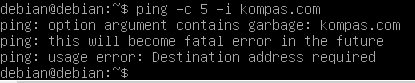 debian@debian:~$ ping -c 5 -i kompas.com
ping: option argument contains garbage: kompas.com
ping: this will become fatal error in the future
ping: usage error: Destination address required
debian@debian:~$